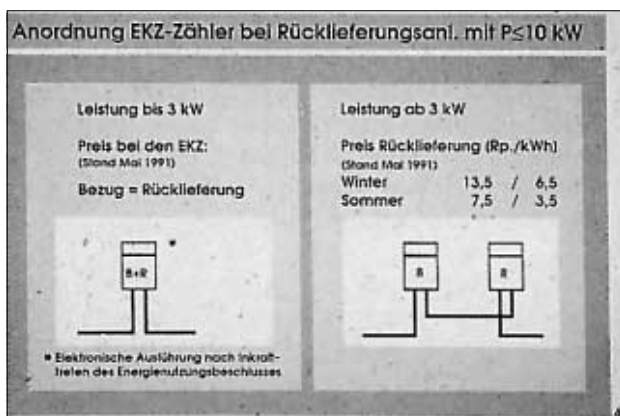 Anordnung EKZ-Zähler bei Rücklieferungsanl. mit P≤10 kW
Leistung bis 3 kW
Preis bei den EKZ:
(Stand Mai 1991)
Bezug = Rücklieferung
B+R
*
* Elektronische Ausführung nach Inkraft-
treten des Energienutzungsbeschlusses
Leistung ab 3 kW
Preis Rücklieferung (Rp./kWh)
(Stand Mai 1991)
Winter 13,5 / 6,5
Sommer 7,5 / 3,5